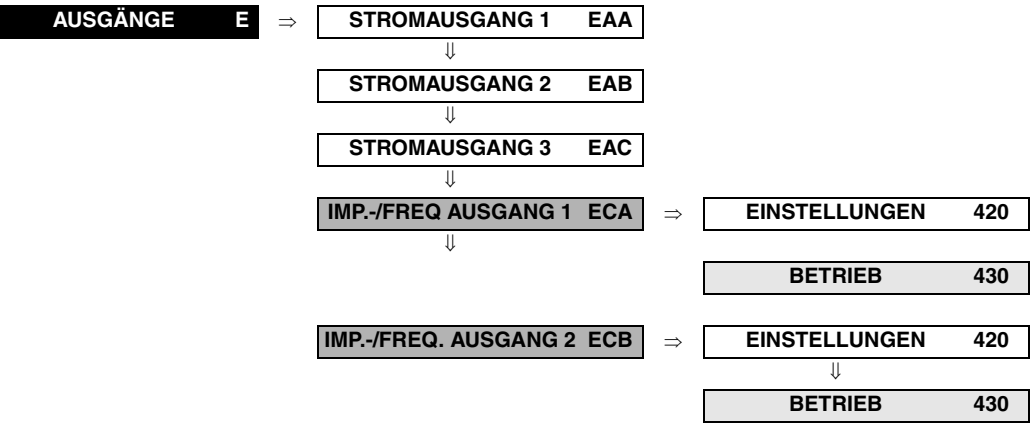 AUSGÄNGE E ⇒ STROMAUSGANG 1 EAA
⇓
STROMAUSGANG 2 EAB
⇓
STROMAUSGANG 3 EAC
⇓
IMP.-/FREQ AUSGANG 1 ECA ⇒ EINSTELLUNGEN 420
⇓
BETRIEB 430
IMP.-/FREQ. AUSGANG 2 ECB ⇒ EINSTELLUNGEN 420
⇓
BETRIEB 430